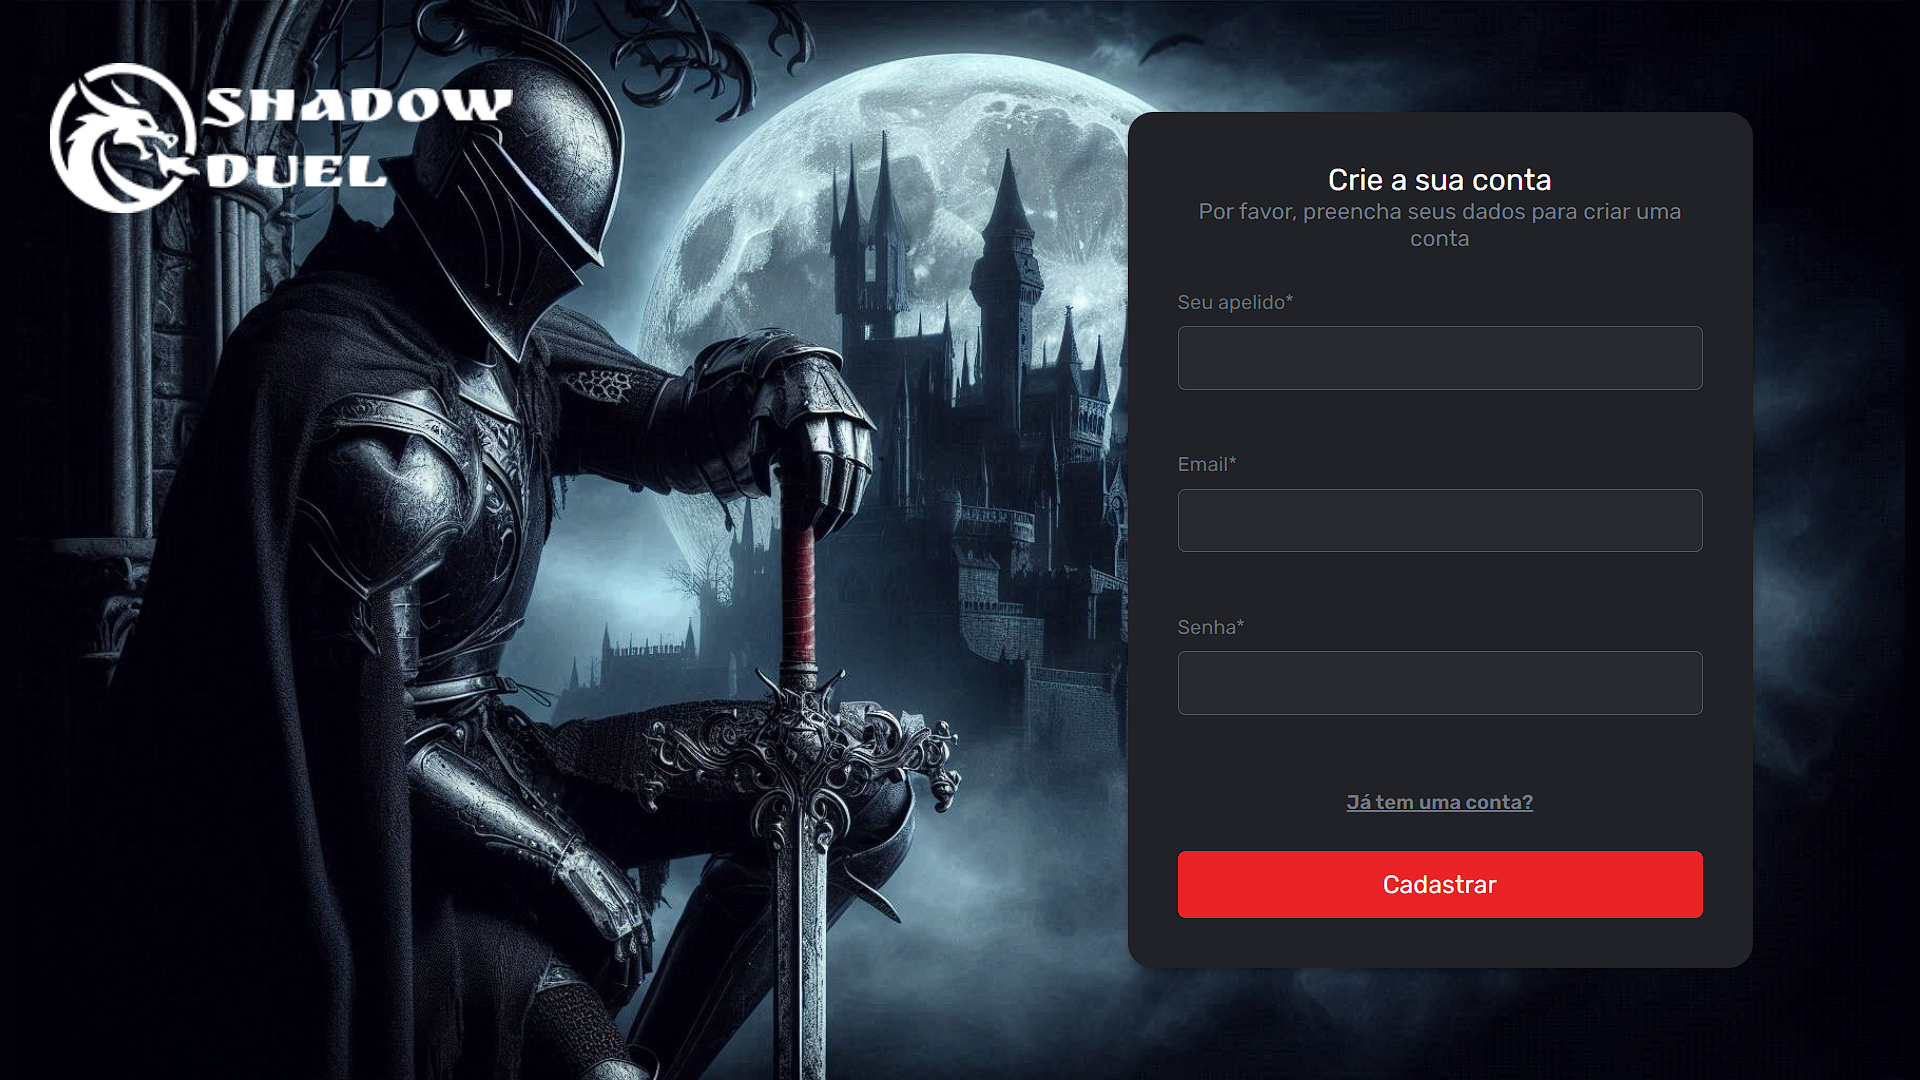 SHADOW
DUEL
Crie a sua conta
Por favor, preencha seus dados para criar uma
conta
Seu apelido*
Email*
Senha*
Já tem uma conta?
Cadastrar